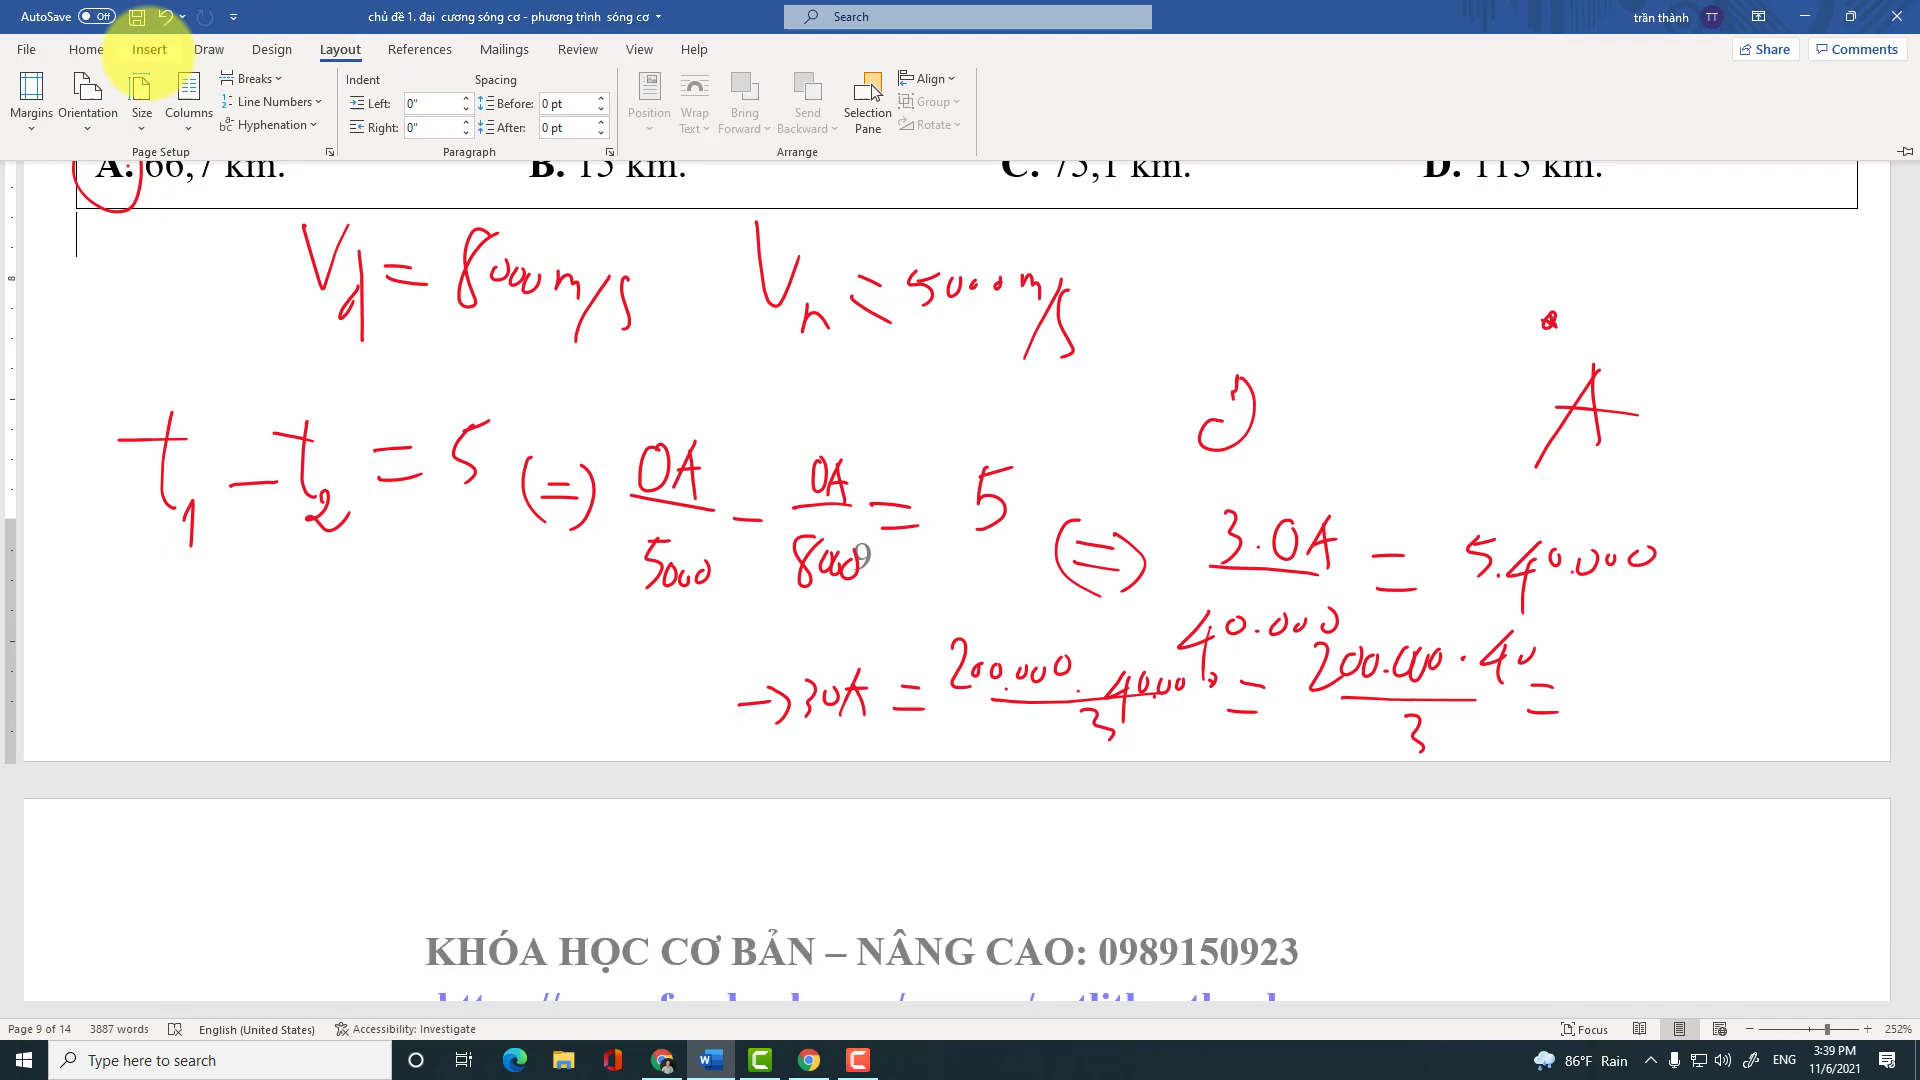 AutoSave Off chủ đề 1. đại cương sóng cơ - phương trình sóng cơ Search trần thành TT
File Home Insert Draw Design Layout References Mailings Review View Help Share Comments
Margins Orientation Size Columns Breaks Line Numbers Hyphenation
Indent Left: 0" Right: 0"
Spacing Before: 0 pt After: 0 pt
Position Wrap Text Bring Forward Send Backward Selection Pane Align Group Rotate
Page Setup Paragraph Arrange
A. 66,7 km. B. 15 km. C. 75,1 km. D. 115 km.
Vd = 8000m/s Vn = 5000m/s
O A
t1 - t2 = 5 (=) OA/5000 - OA/8000 = 5 (=) 3.OA/40.000 = 5.40.000
9
→ 3OA = 200.000.40.000/3 = 200.000.40/3 =
KHÓA HỌC CƠ BẢN – NÂNG CAO: 0989150923
Page 9 of 14 3887 words English (United States) Accessibility: Investigate Focus 252%
Type here to search 86°F Rain ENG 3:39 PM
11/6/2021